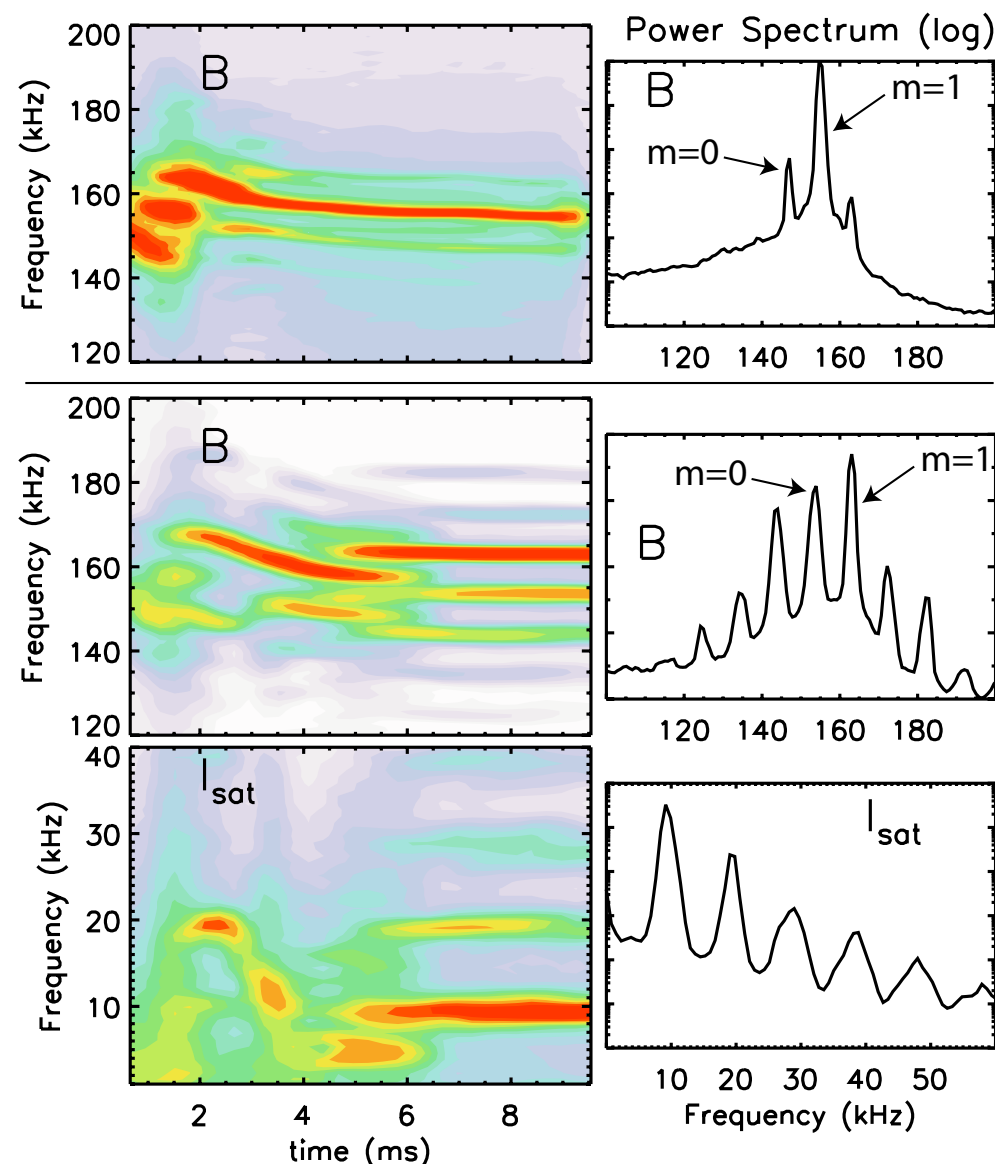 Power Spectrum (log)
200
180
160
140
120
Frequency (kHz)
B
B
m=1
m=0
120 140 160 180
200
180
160
140
120
Frequency (kHz)
B
m=0
m=1
B
120 140 160 180
40
30
20
10
Frequency (kHz)
Isat
2 4 6 8
time (ms)
Isat
10 20 30 40 50
Frequency (kHz)